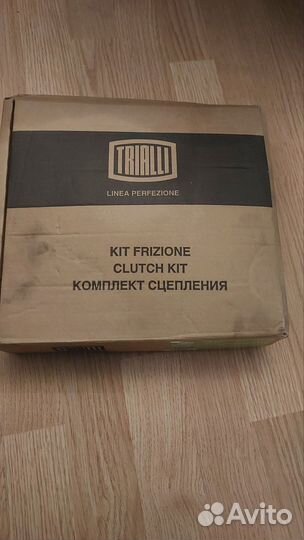 TRIALLI
LINEA PERFEZIONE
KIT FRIZIONE
CLUTCH KIT
КОМПЛЕКТ СЦЕПЛЕНИЯ
Avito